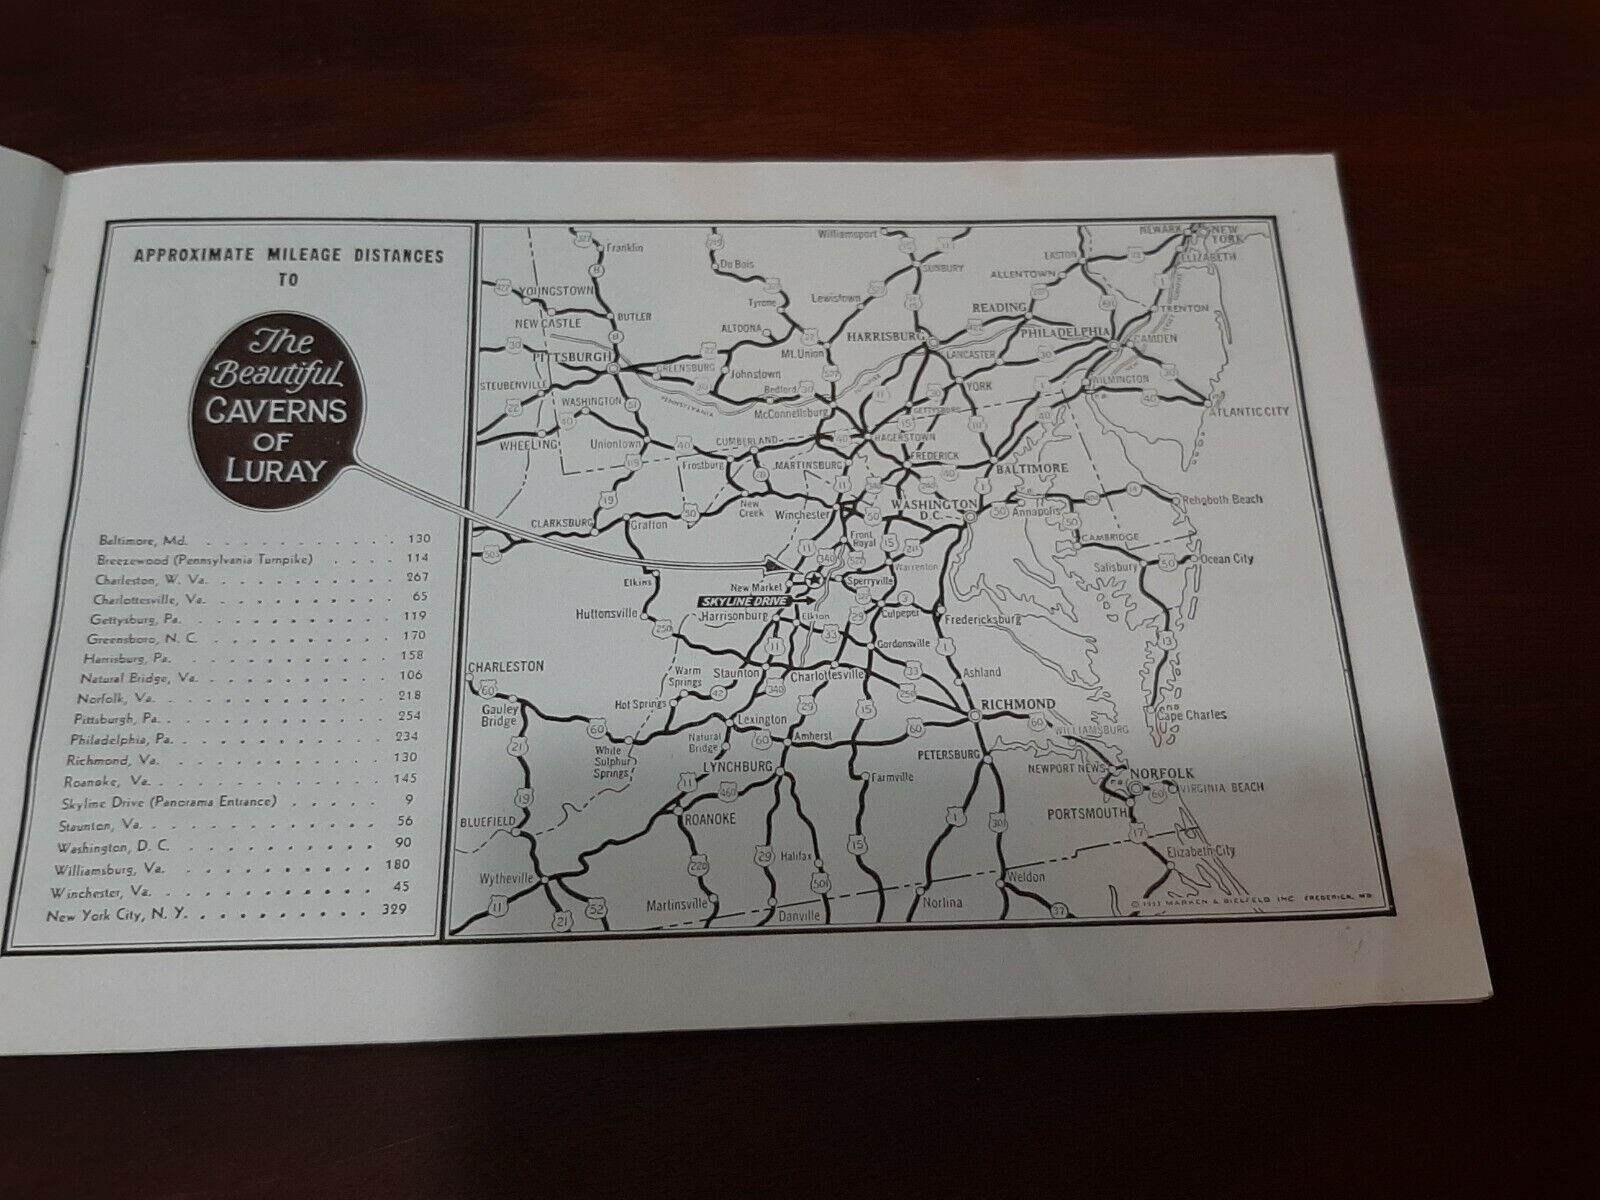 APPROXIMATE MILEAGE DISTANCES
TO
The
Beautiful
CAVERNS
OF
LURAY
Baltimore, Md. . . . . . . . . . . 130
Breezewood (Pennsylvania Turnpike) . . . . 114
Charleston, W. Va. . . . . . . . . . . 267
Charlottesville, Va. . . . . . . . . . . 65
Gettysburg, Pa. . . . . . . . . . . . 119
Greensboro, N. C. . . . . . . . . . . 170
Harrisburg, Pa. . . . . . . . . . . . 158
Natural Bridge, Va. . . . . . . . . . . 106
Norfolk, Va. . . . . . . . . . . . 218
Pittsburgh, Pa. . . . . . . . . . . . 254
Philadelphia, Pa. . . . . . . . . . . 234
Richmond, Va. . . . . . . . . . . . 130
Roanoke, Va. . . . . . . . . . . . 145
Skyline Drive (Panorama Entrance) . . . . . 9
Staunton, Va. . . . . . . . . . . . 56
Washington, D. C. . . . . . . . . . . 90
Williamsburg, Va. . . . . . . . . . . 180
Winchester, Va. . . . . . . . . . . 45
New York City, N. Y. . . . . . . . . . 329
Franklin
Du Bois
Williamsport
SUNBURY
NEWARK
NEW YORK
ELIZABETH
EASTON
ALLENTOWN
YOUNGSTOWN
NEW CASTLE
BUTLER
Tyrone
Lewistown
READING
TRENTON
ALTOONA
HARRISBURG
PHILADELPHIA
CAMDEN
PITTSBURGH
GREENSBURG
Mt. Union
LANCASTER
STEUBENVILLE
Johnstown
Bedford
YORK
WILMINGTON
WASHINGTON
PENNSYLVANIA
McConnellsburg
GETTYSBURG
ATLANTIC CITY
WHEELING
Uniontown
CUMBERLAND
HAGERSTOWN
Frostburg
MARTINSBURG
FREDERICK
BALTIMORE
New Creek
Winchester
WASHINGTON D.C.
Annapolis
Rehoboth Beach
CLARKSBURG
Grafton
CAMBRIDGE
Front Royal
Warrenton
Salisbury
Ocean City
Elkins
New Market
Sperryville
SKYLINE DRIVE
Huttonsville
Harrisonburg
Elkton
Culpeper
Fredericksburg
Gordonsville
CHARLESTON
Warm Springs
Staunton
Charlottesville
Ashland
Hot Springs
Gauley Bridge
Lexington
RICHMOND
Cape Charles
WILLIAMSBURG
White Sulphur Springs
Natural Bridge
Amherst
PETERSBURG
LYNCHBURG
Farmville
NEWPORT NEWS
NORFOLK
VIRGINIA BEACH
PORTSMOUTH
BLUEFIELD
ROANOKE
Halifax
Elizabeth City
Wytheville
Martinsville
Danville
Norlina
Weldon
MARKEN & BIELFELD INC. FREDERICK, MD.